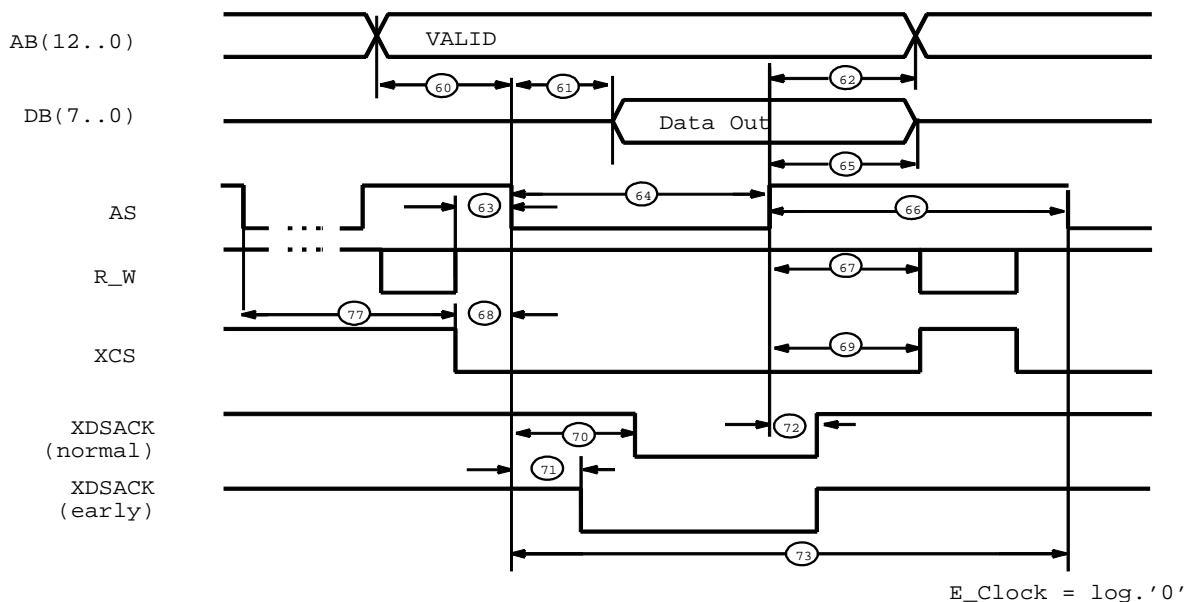 AB(12..0)
VALID
60
61
62
DB(7..0)
Data Out
65
AS
63
64
66
R_W
67
77
68
XCS
69
XDSACK
(normal)
70
72
71
XDSACK
(early)
73
E_Clock = log.'0'